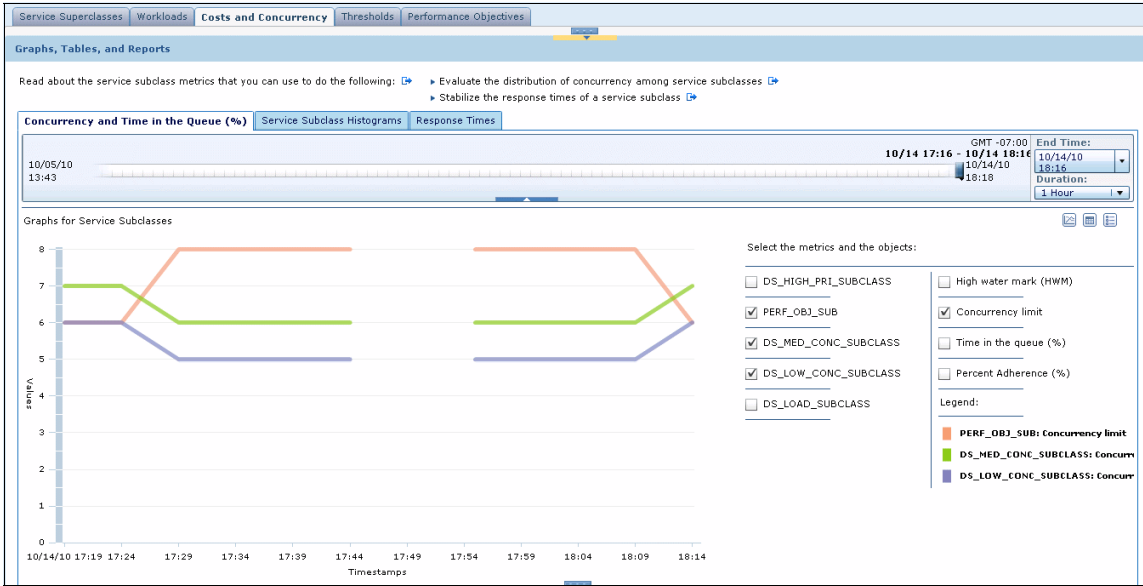 Service Superclasses Workloads Costs and Concurrency Thresholds Performance Objectives
Graphs, Tables, and Reports
Read about the service subclass metrics that you can use to do the following:
Evaluate the distribution of concurrency among service subclasses
Stabilize the response times of a service subclass
Concurrency and Time in the Queue (%) Service Subclass Histograms Response Times
GMT -07:00
10/14 17:16 - 10/14 18:16
10/05/10
13:43
10/14/10
18:18
End Time:
10/14/10
18:16
Duration:
1 Hour
Graphs for Service Subclasses
8
7
6
5
4
3
2
1
0
Values
10/14/10 17:19 17:24 17:29 17:34 17:39 17:44 17:49 17:54 17:59 18:04 18:09 18:14
Timestamps
Select the metrics and the objects:
DS_HIGH_PRI_SUBCLASS
PERF_OBJ_SUB
DS_MED_CONC_SUBCLASS
DS_LOW_CONC_SUBCLASS
DS_LOAD_SUBCLASS
High water mark (HWM)
Concurrency limit
Time in the queue (%)
Percent Adherence (%)
Legend:
PERF_OBJ_SUB: Concurrency limit
DS_MED_CONC_SUBCLASS: Concurr
DS_LOW_CONC_SUBCLASS: Concurr